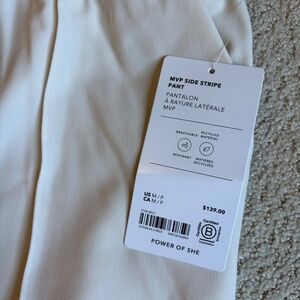 MVP SIDE STRIPE
PANT
PANTALON
À RAYURE LATÉRALE
MVP
BREATHABLE
RECYCLED
MATERIAL
RESPIRANT
MATIÈRES
RECYCLÉES
US M / P
CA M / P
$139.00
Certified
B
Corporation
POWER OF SHE